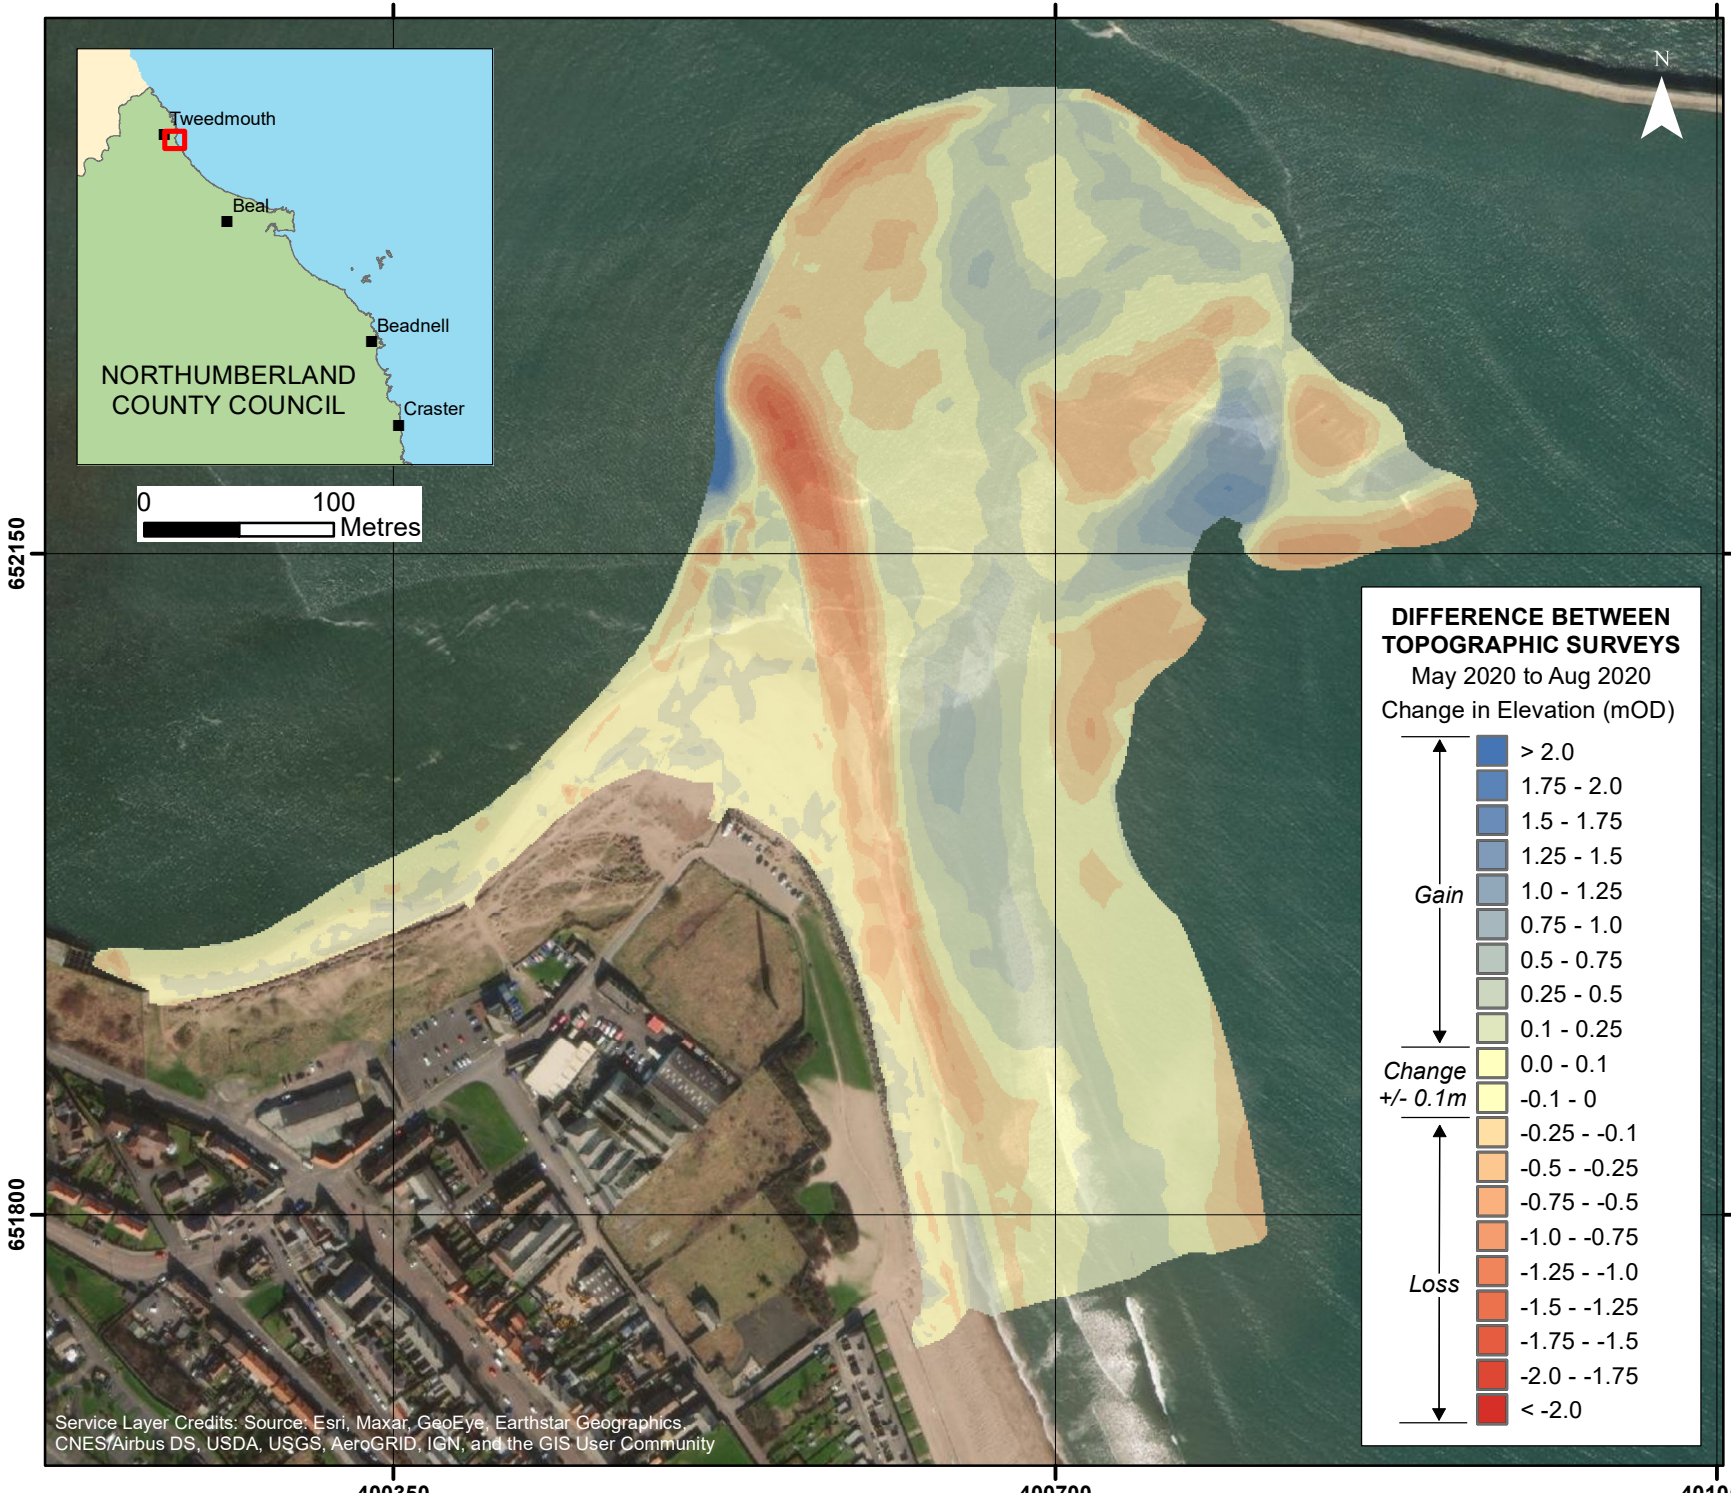 N
Tweedmouth
Beal
Beadnell
NORTHUMBERLAND
COUNTY COUNCIL
Craster
0 100
Metres
652150
651800
DIFFERENCE BETWEEN
TOPOGRAPHIC SURVEYS
May 2020 to Aug 2020
Change in Elevation (mOD)
> 2.0
1.75 - 2.0
1.5 - 1.75
1.25 - 1.5
Gain
1.0 - 1.25
0.75 - 1.0
0.5 - 0.75
0.25 - 0.5
0.1 - 0.25
Change
+/- 0.1m
0.0 - 0.1
-0.1 - 0
-0.25 - -0.1
-0.5 - -0.25
-0.75 - -0.5
-1.0 - -0.75
Loss
-1.25 - -1.0
-1.5 - -1.25
-1.75 - -1.5
-2.0 - -1.75
< -2.0
Service Layer Credits: Source: Esri, Maxar, GeoEye, Earthstar Geographics,
CNES/Airbus DS, USDA, USGS, AeroGRID, IGN, and the GIS User Community
400350
400700